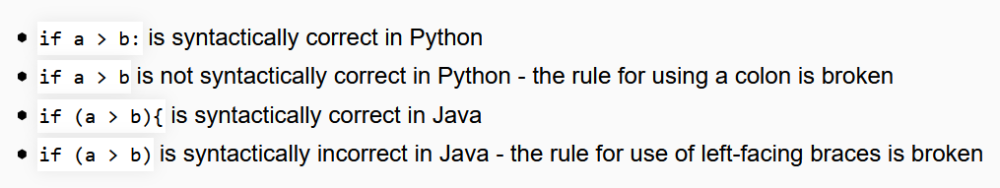 • if a > b: is syntactically correct in Python
• if a > b is not syntactically correct in Python - the rule for using a colon is broken
• if (a > b){ is syntactically correct in Java
• if (a > b) is syntactically incorrect in Java - the rule for use of left-facing braces is broken